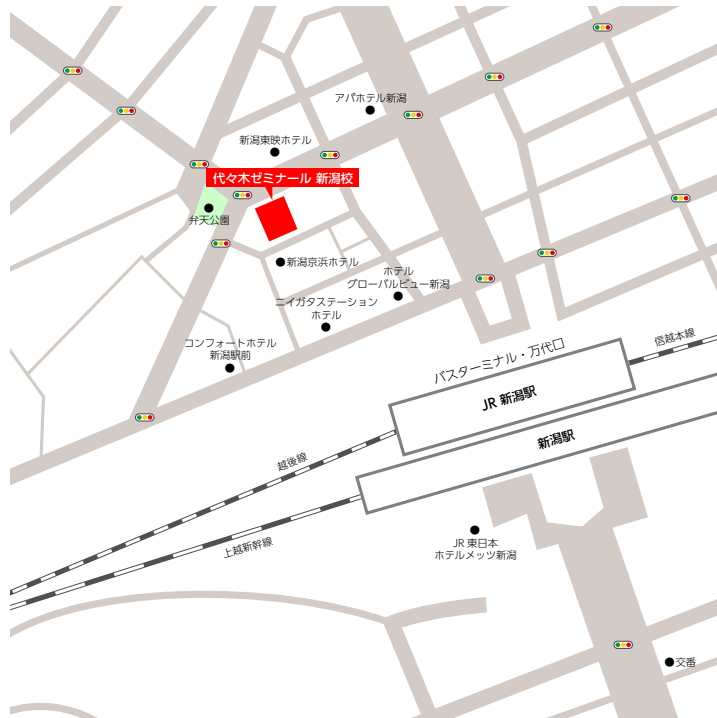 アパホテル新潟
新潟東映ホテル
代々木ゼミナール 新潟校
弁天公園
新潟京浜ホテル
ホテル
グローバルビュー新潟
ニイガタステーション
ホテル
コンフォートホテル
新潟駅前
バスターミナル・万代口
信越本線
JR 新潟駅
新潟駅
越後線
上越新幹線
JR 東日本
ホテルメッツ新潟
交番